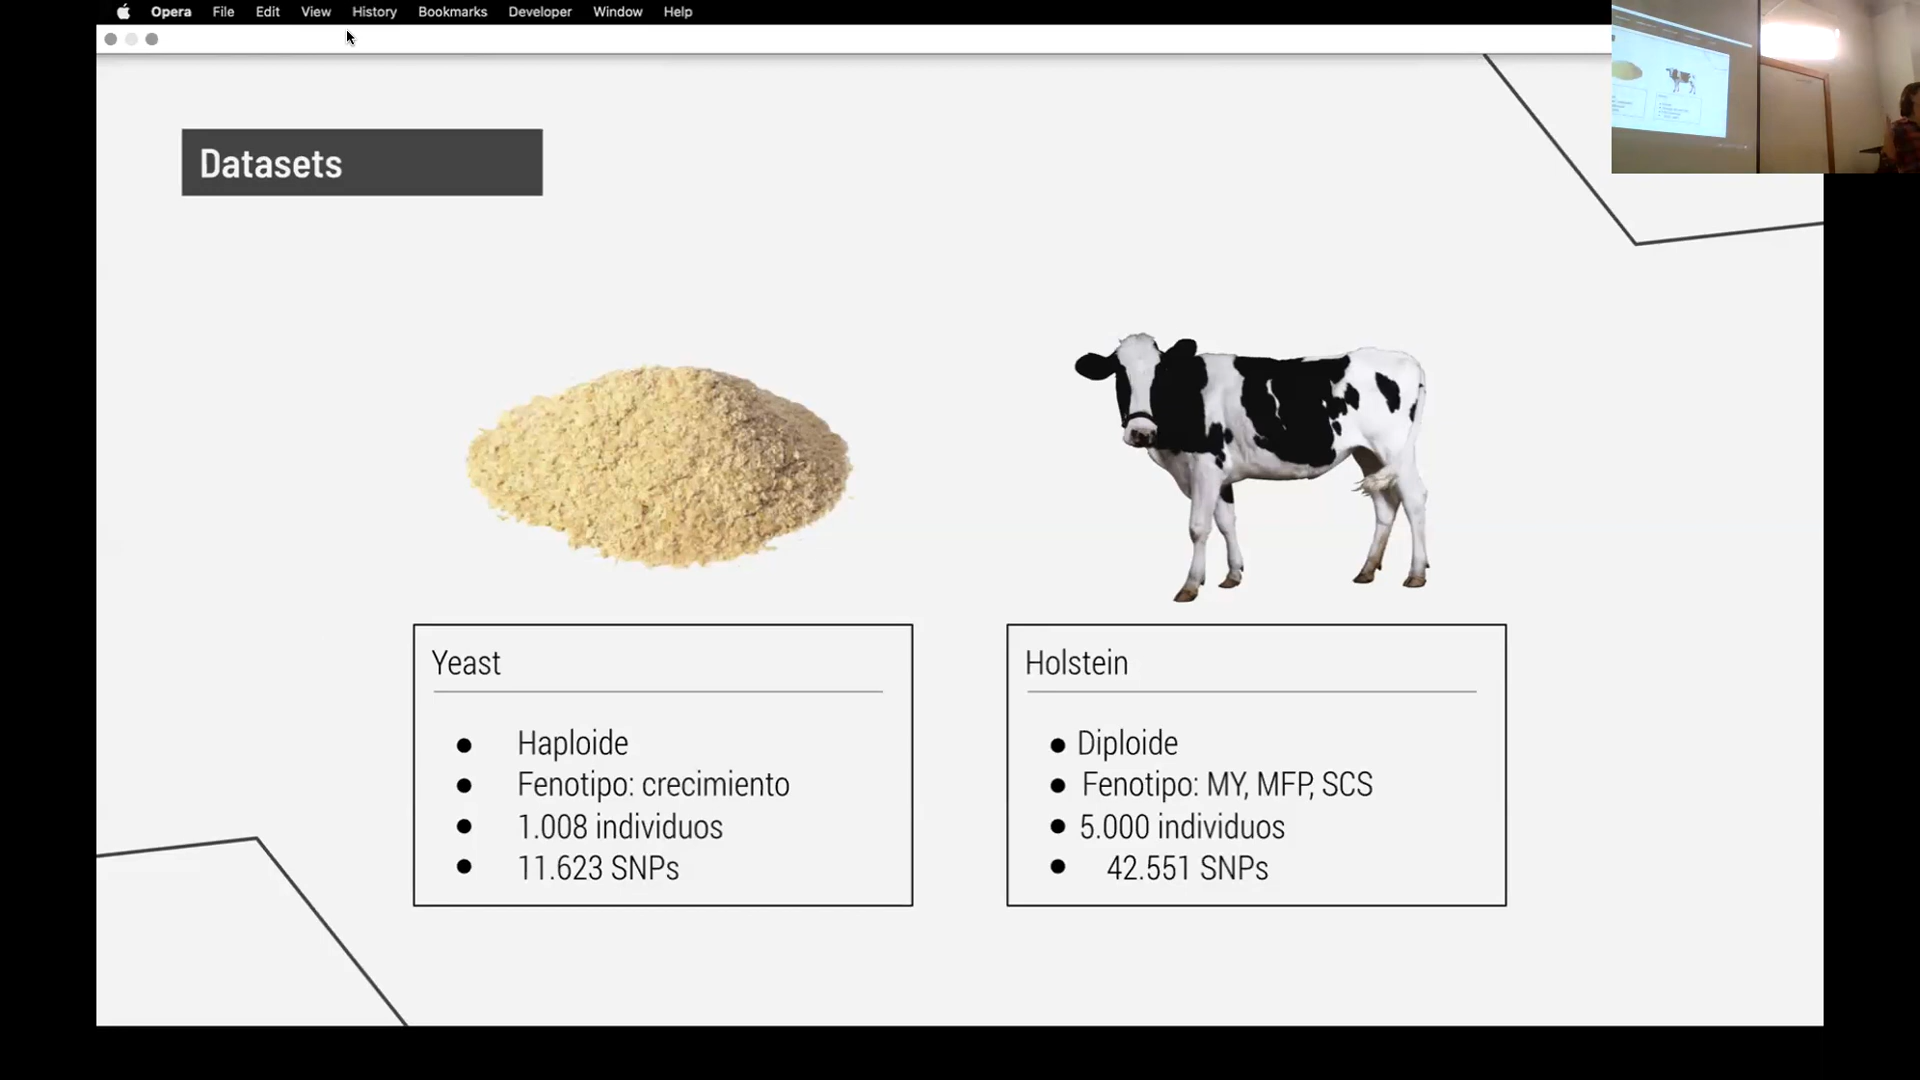 Opera File Edit View History Bookmarks Developer Window Help
Datasets
Yeast
● Haploide
● Fenotipo: crecimiento
● 1.008 individuos
● 11.623 SNPs
Holstein
● Diploide
● Fenotipo: MY, MFP, SCS
● 5.000 individuos
● 42.551 SNPs